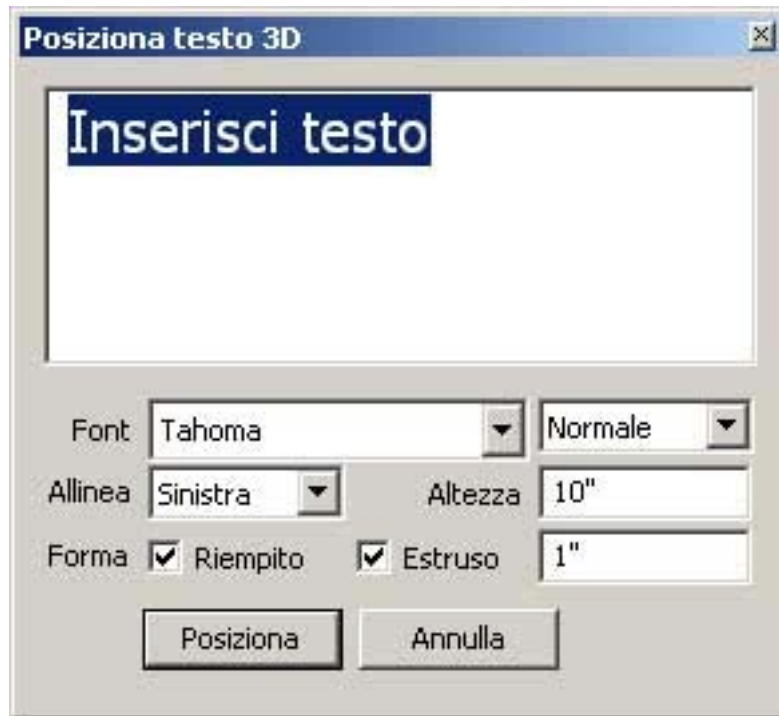 Posiziona testo 3D
Inserisci testo
Font Tahoma Normale
Allinea Sinistra Altezza 10"
Forma Riempito Estruso 1"
Posiziona Annulla